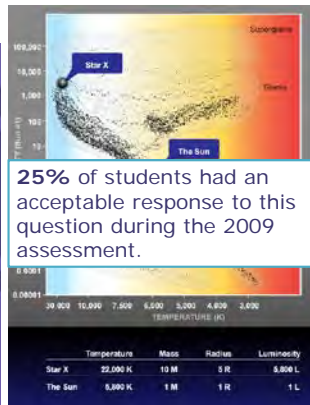 Supergiants
100,000
10,000
Star X
1,000
Giants
100
10
The Sun
25% of students had an
acceptable response to this
question during the 2009
assessment.
0.0001
0.00001
30,000 10,000 7,500 6,000 5,000 4,000 3,000
TEMPERATURE (K)
Temperature Mass Radius Luminosity
Star X 22,000 K 10 M 5 R 5,800 L
The Sun 5,800 K 1 M 1 R 1 L